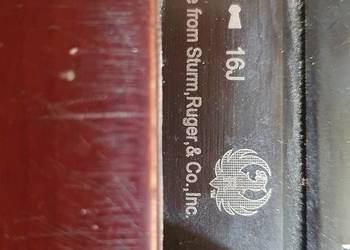 16J
e from Sturm,Ruger,& Co.,Inc.